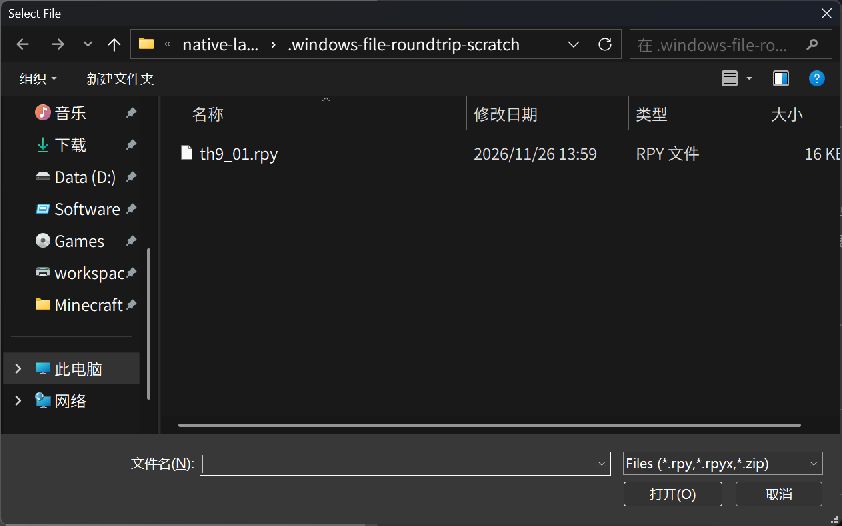 Select File
« native-la... › .windows-file-roundtrip-scratch
在 .windows-file-ro...
组织
新建文件夹
音乐
下载
Data (D:)
Software
Games
workspac
Minecraft
此电脑
网络
名称 修改日期 类型 大小
th9_01.rpy 2026/11/26 13:59 RPY 文件 16 KB
文件名(N):
Files (*.rpy,*.rpyx,*.zip)
打开(O) 取消